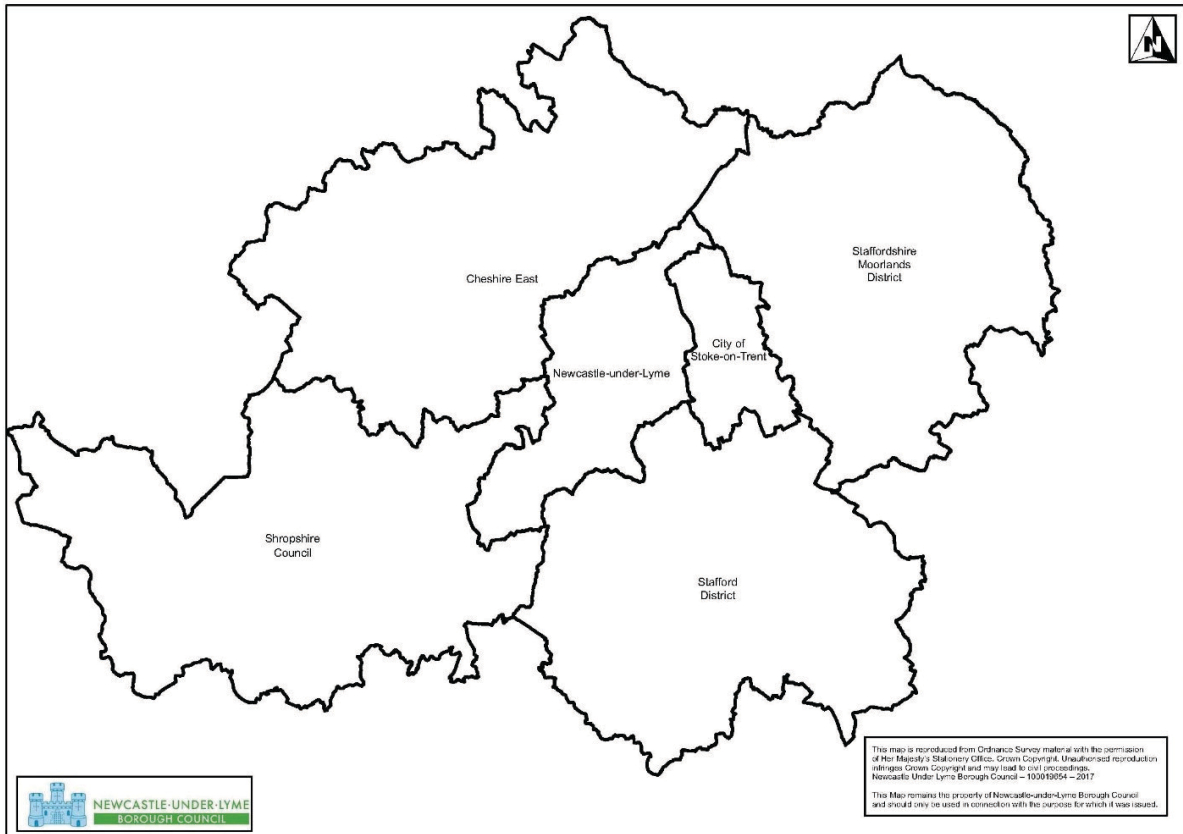 N
Staffordshire
Moorlands
District
Cheshire East
City of
Stoke-on-Trent
Newcastle-under-Lyme
Shropshire
Council
Stafford
District
This map is reproduced from Ordnance Survey material with the permission
of Her Majesty's Stationery Office. Crown Copyright. Unauthorised reproduction
infringes Crown Copyright and may lead to civil proceedings.
Newcastle Under Lyme Borough Council – 100019654 – 2017
This Map remains the property of Newcastle-under-Lyme Borough Council
and should only be used in connection with the purpose for which it was issued.
NEWCASTLE·UNDER·LYME
BOROUGH COUNCIL